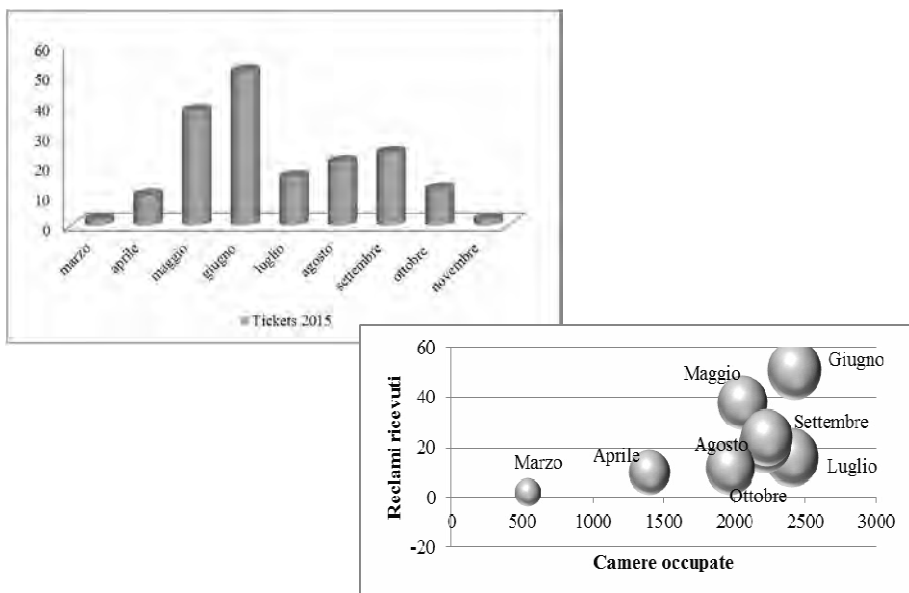 60
50
40
30
20
10
0
marzo
aprile
maggio
giugno
luglio
agosto
settembre
ottobre
novembre
Tickets 2015
Reclami ricevuti
60
40
20
0
-20
Giugno
Maggio
Settembre
Agosto
Aprile
Marzo
Luglio
Ottobre
0 500 1000 1500 2000 2500 3000
Camere occupate